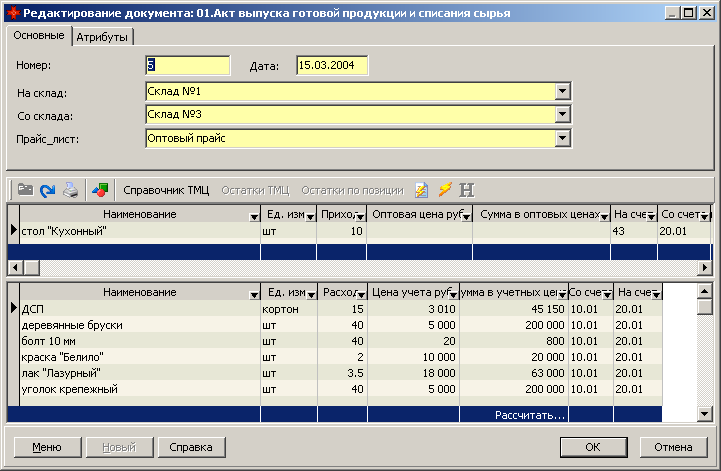 Редактирование документа: 01.Акт выпуска готовой продукции и списания сырья
Основные Атрибуты
Номер: 5 Дата: 15.03.2004
На склад: Склад №1
Со склада: Склад №3
Прайс_лист: Оптовый прайс
Справочник ТМЦ Остатки ТМЦ Остатки по позиции H
Наименование Ед. изм Приход Оптовая цена руб Сумма в оптовых ценах На счет Со счет
стол "Кухонный" шт 10 43 20.01
Наименование Ед. изм Расход Цена учета руб умма в учетных цен Со счет На счет
ДСП кортон 15 3 010 45 150 10.01 20.01
деревянные бруски шт 40 5 000 200 000 10.01 20.01
болт 10 мм шт 40 20 800 10.01 20.01
краска "Белило" шт 2 10 000 20 000 10.01 20.01
лак "Лазурный" шт 3.5 18 000 63 000 10.01 20.01
уголок крепежный шт 40 5 000 200 000 10.01 20.01
Рассчитать...
Меню Новый Справка ОК Отмена